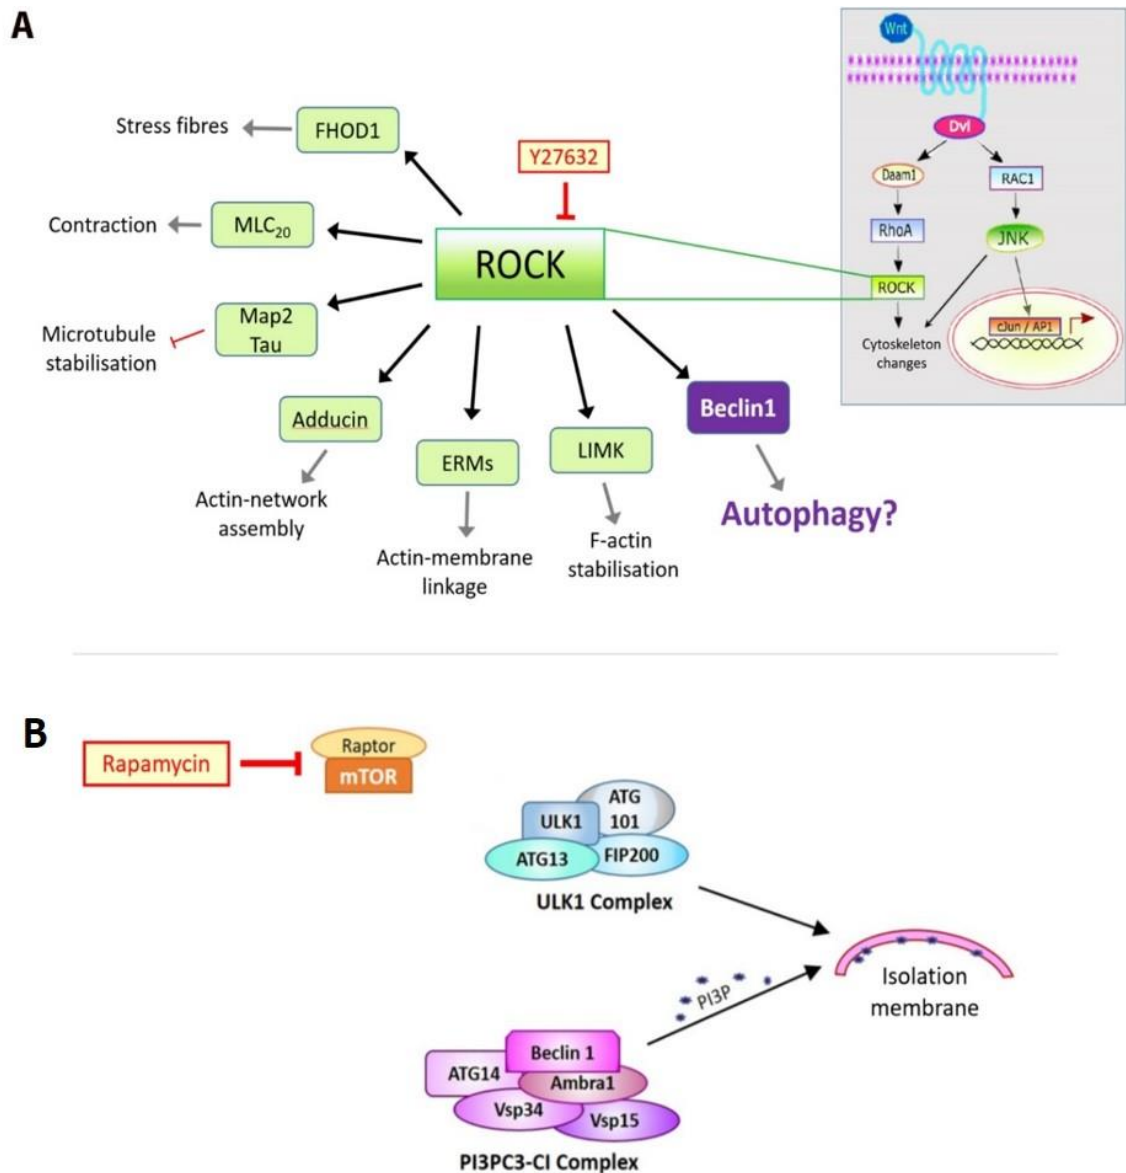 A
Stress fibres
FHOD1
Y27632
Contraction
MLC20
ROCK
Microtubule
stabilisation
Map2
Tau
Adducin
Actin-network
assembly
ERMs
Actin-membrane
linkage
LIMK
F-actin
stabilisation
Beclin1
Autophagy?
Wnt
Dvl
Daam1
RAC1
RhoA
JNK
ROCK
Cytoskeleton
changes
cJun / AP1
B
Rapamycin
Raptor
mTOR
ULK1
ATG
101
ATG13
FIP200
ULK1 Complex
PI3P
Isolation
membrane
Beclin 1
ATG14
Ambra1
Vsp34
Vsp15
PI3PC3-CI Complex